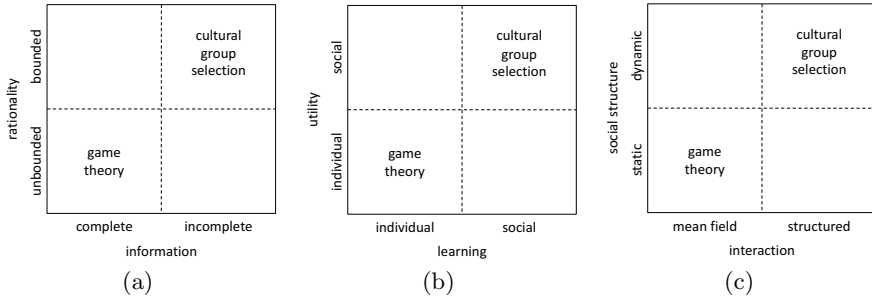 rationality
bounded
unbounded
cultural
group
selection
game
theory
complete
incomplete
information
(a)
utility
social
individual
cultural
group
selection
game
theory
individual
social
learning
(b)
social structure
dynamic
static
cultural
group
selection
game
theory
mean field
structured
interaction
(c)